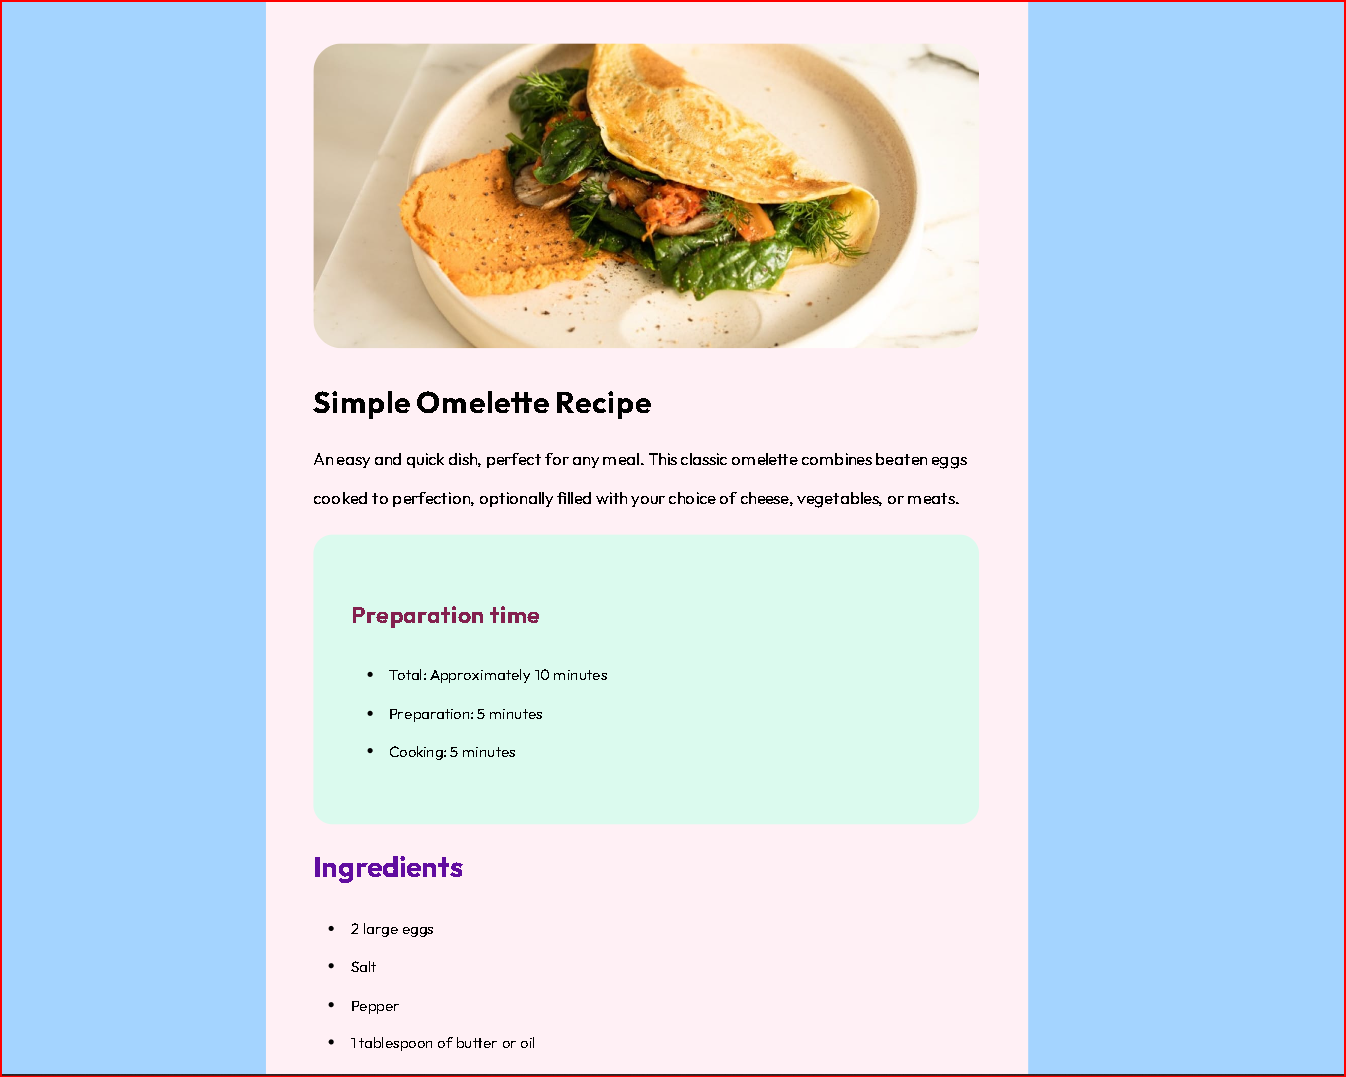 Simple Omelette Recipe
An easy and quick dish, perfect for any meal. This classic omelette combines beaten eggs
cooked to perfection, optionally filled with your choice of cheese, vegetables, or meats.
Preparation time
• Total: Approximately 10 minutes
• Preparation: 5 minutes
• Cooking: 5 minutes
Ingredients
• 2 large eggs
• Salt
• Pepper
• 1 tablespoon of butter or oil